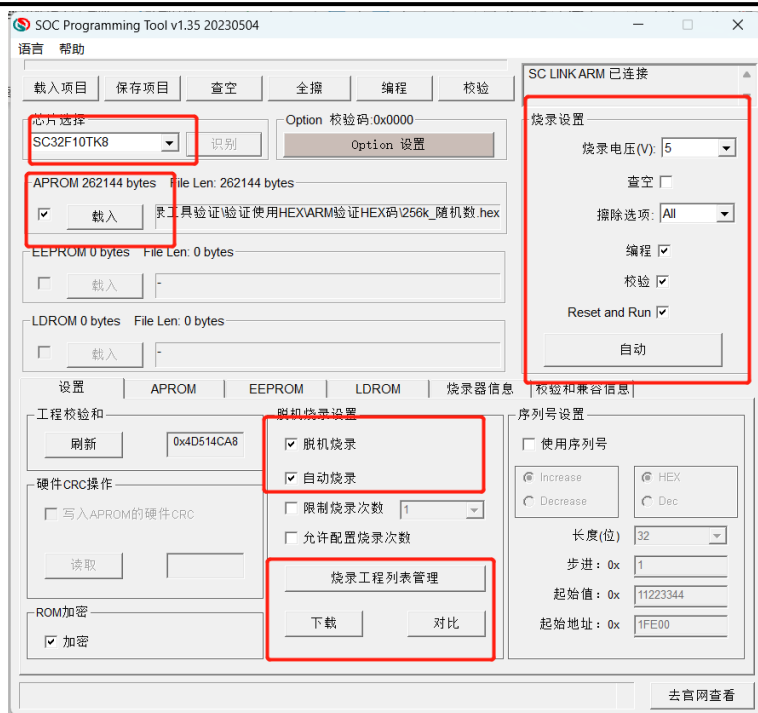 SOC Programming Tool v1.35 20230504
语言 帮助
载入项目 保存项目 查空 全擦 编程 校验
SC LINK ARM 已连接
芯片选择
SC32F10TK8 识别
Option 校验码:0x0000
Option 设置
APROM 262144 bytes File Len: 262144 bytes
载入 工具验证\验证使用HEX\ARM验证HEX码\256k_随机数.hex
EEPROM 0 bytes File Len: 0 bytes
载入 -
LDROM 0 bytes File Len: 0 bytes
载入 -
烧录设置
烧录电压(V): 5
查空
擦除选项: All
编程
校验
Reset and Run
自动
设置 APROM EEPROM LDROM 烧录器信息 校验和兼容信息
工程校验和
刷新 0x4D514CA8
硬件CRC操作
写入APROM的硬件CRC
读取
ROM加密
加密
脱机烧录设置
脱机烧录
自动烧录
限制烧录次数 1
允许配置烧录次数
烧录工程列表管理
下载 对比
序列号设置
使用序列号
Increase HEX
Decrease Dec
长度(位) 32
步进: 0x 1
起始值: 0x 11223344
起始地址: 0x 1FE00
去官网查看